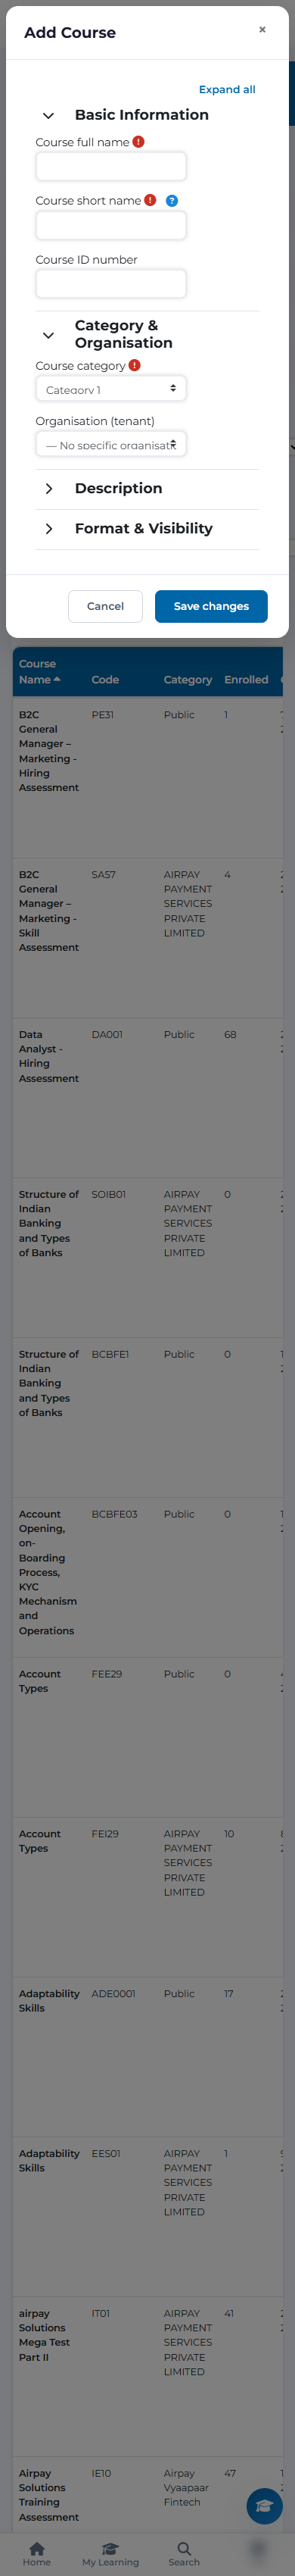 Add Course
×
Expand all
Basic Information
Course full name
Course short name
Course ID number
Category &
Organisation
Course category
Category 1
Organisation (tenant)
— No specific organisati
Description
Format & Visibility
Cancel
Save changes
Course
Name Code Category Enrolled
B2C PE31 Public 1
General
Manager –
Marketing -
Hiring
Assessment
B2C SA57 AIRPAY 4
General PAYMENT
Manager – SERVICES
Marketing - PRIVATE
Skill LIMITED
Assessment
Data DA001 Public 68
Analyst -
Hiring
Assessment
Structure of SOIB01 AIRPAY 0
Indian PAYMENT
Banking SERVICES
and Types PRIVATE
of Banks LIMITED
Structure of BCBFE1 Public 0
Indian
Banking
and Types
of Banks
Account BCBFE03 Public 0
Opening,
on-
Boarding
Process,
KYC
Mechanism
and
Operations
Account FEE29 Public 0
Types
Account FEI29 AIRPAY 10
Types PAYMENT
SERVICES
PRIVATE
LIMITED
Adaptability ADE0001 Public 17
Skills
Adaptability EES01 AIRPAY 1
Skills PAYMENT
SERVICES
PRIVATE
LIMITED
airpay IT01 AIRPAY 41
Solutions PAYMENT
Mega Test SERVICES
Part II PRIVATE
LIMITED
Airpay IE10 Airpay 47
Solutions Vyaapaar
Training Fintech
Assessment
Home My Learning Search